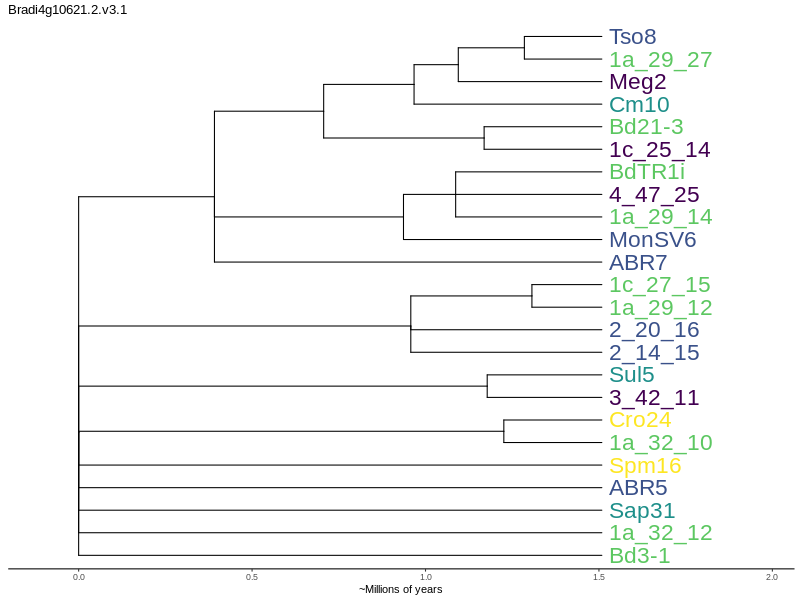 Bradi4g10621.2.v3.1
Tso8
1a_29_27
Meg2
Cm10
Bd21-3
1c_25_14
BdTR1i
4_47_25
1a_29_14
MonSV6
ABR7
1c_27_15
1a_29_12
2_20_16
2_14_15
Sul5
3_42_11
Cro24
1a_32_10
Spm16
ABR5
Sap31
1a_32_12
Bd3-1
0.0 0.5 1.0 1.5 2.0
~Millions of years